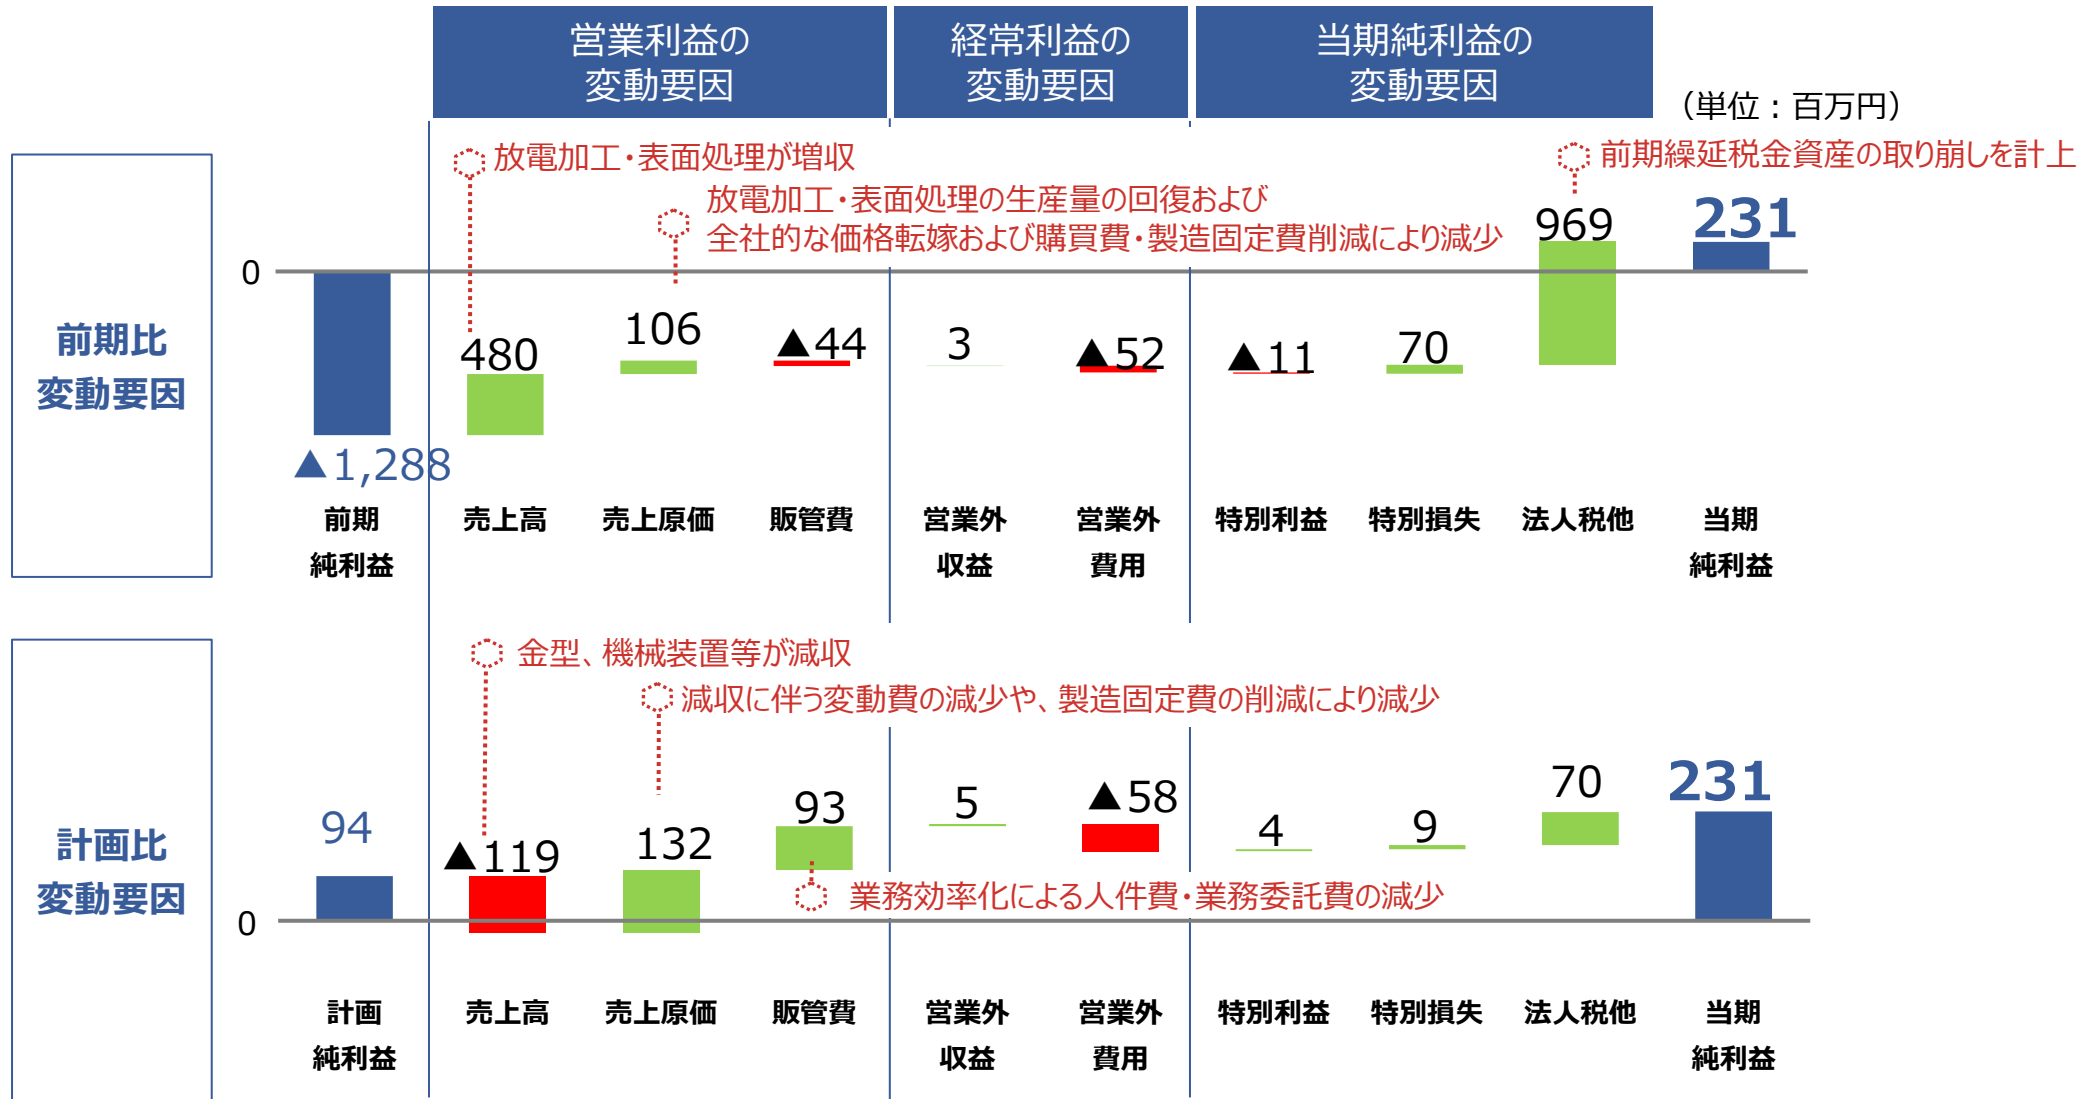 営業利益の
変動要因
経常利益の
変動要因
当期純利益の
変動要因
（単位：百万円）
前期比
変動要因
放電加工・表面処理が増収
放電加工・表面処理の生産量の回復および
全社的な価格転嫁および購買費・製造固定費削減により減少
前期繰延税金資産の取り崩しを計上
0
▲1,288
480
106
▲44
3
▲52
▲11
70
969
231
前期
純利益
売上高
売上原価
販管費
営業外
収益
営業外
費用
特別利益
特別損失
法人税他
当期
純利益
計画比
変動要因
金型、機械装置等が減収
減収に伴う変動費の減少や、製造固定費の削減により減少
業務効率化による人件費・業務委託費の減少
0
94
▲119
132
93
5
▲58
4
9
70
231
計画
純利益
売上高
売上原価
販管費
営業外
収益
営業外
費用
特別利益
特別損失
法人税他
当期
純利益